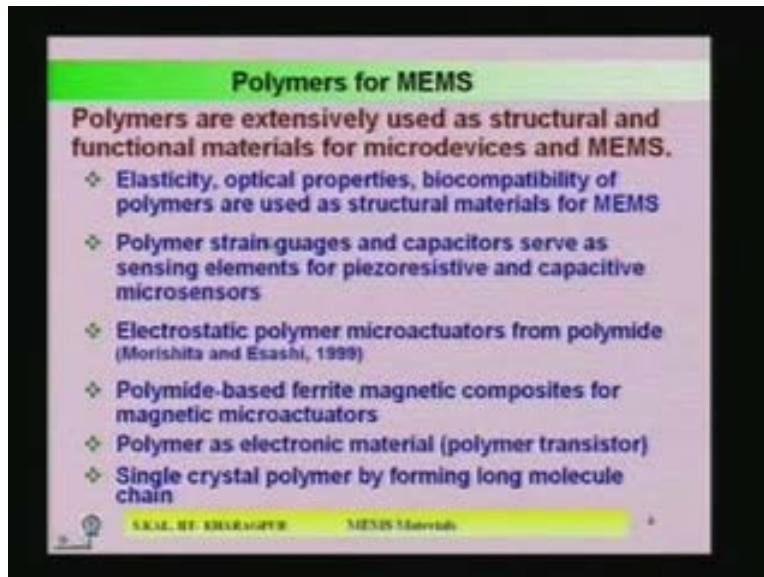 Polymers for MEMS
Polymers are extensively used as structural and
functional materials for microdevices and MEMS.
❖ Elasticity, optical properties, biocompatibility of
polymers are used as structural materials for MEMS
❖ Polymer strain guages and capacitors serve as
sensing elements for piezoresistive and capacitive
microsensors
❖ Electrostatic polymer microactuators from polymide
(Morishita and Esashi, 1999)
❖ Polymide-based ferrite magnetic composites for
magnetic microactuators
❖ Polymer as electronic material (polymer transistor)
❖ Single crystal polymer by forming long molecule
chain
S.KAL, IIT- KHARAGPUR MEMS Materials